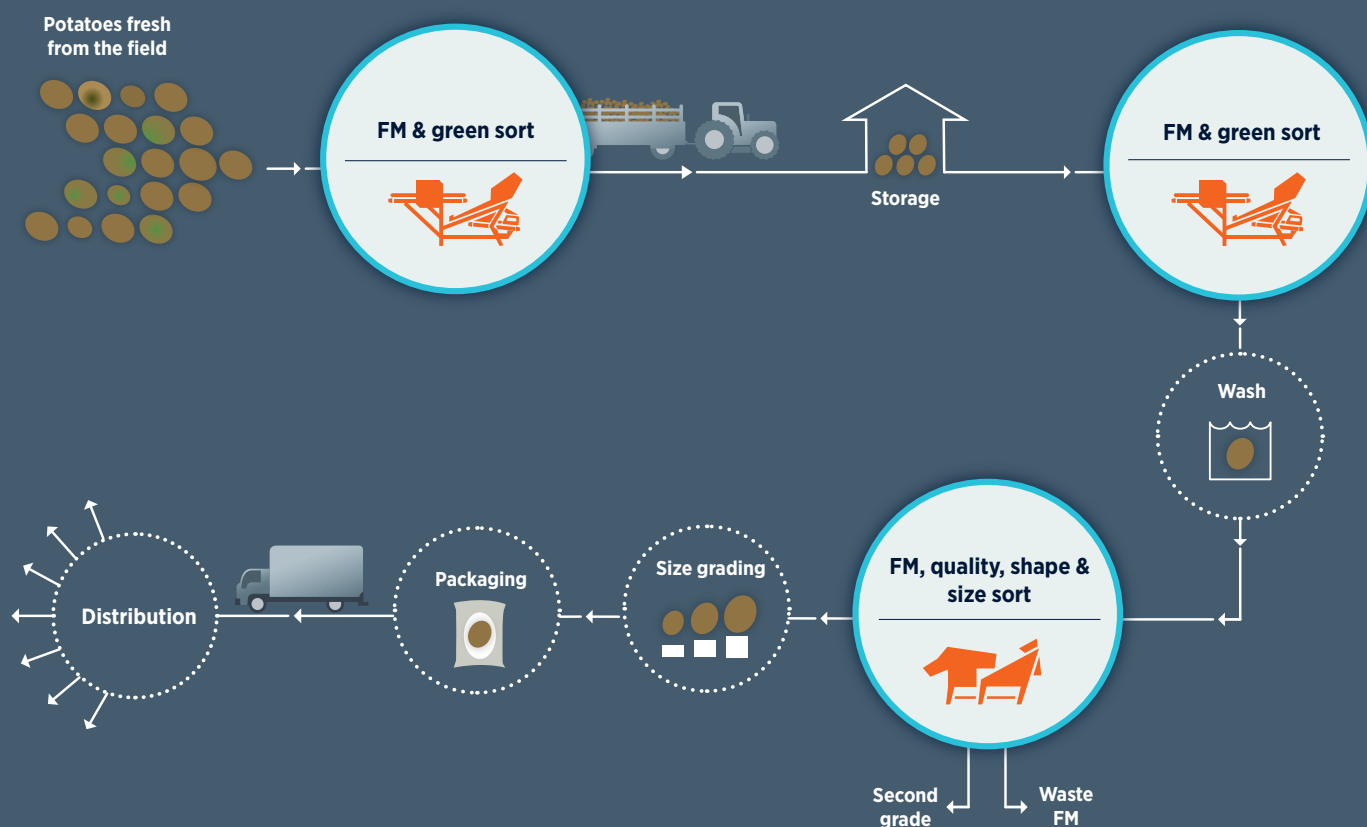 Potatoes fresh
from the field
FM & green sort
Storage
FM & green sort
Wash
FM, quality, shape &
size sort
Second
grade
Waste
FM
Size grading
Packaging
Distribution